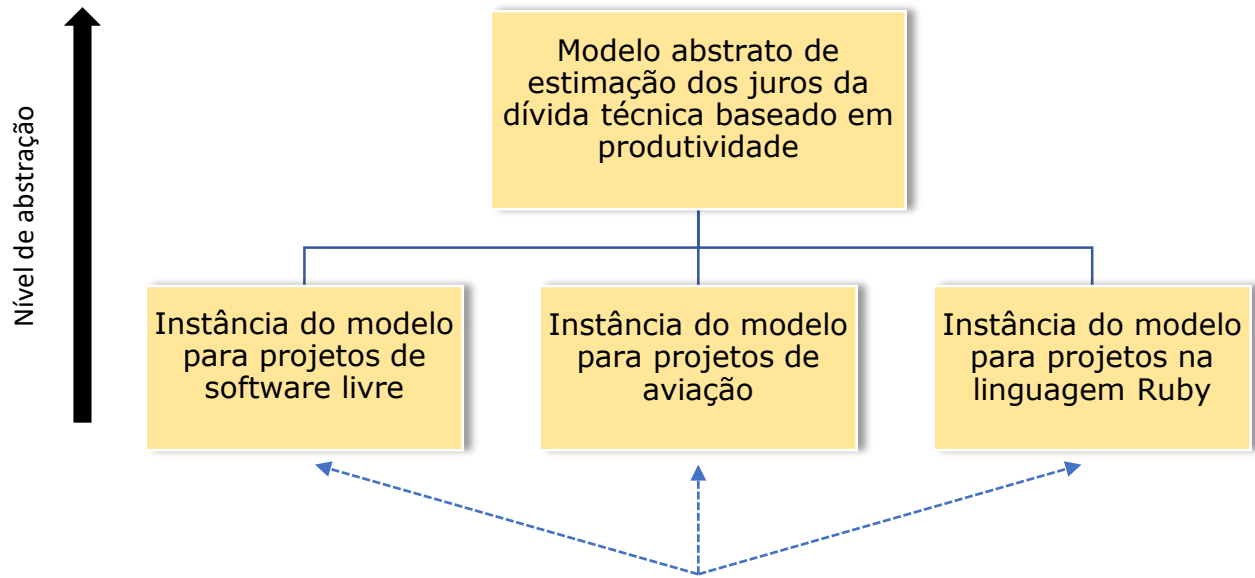 Nível de abstração
Modelo abstrato de
estimação dos juros da
dívida técnica baseado em
produtividade
Instância do modelo
para projetos de
software livre
Instância do modelo
para projetos de
aviação
Instância do modelo
para projetos na
linguagem Ruby